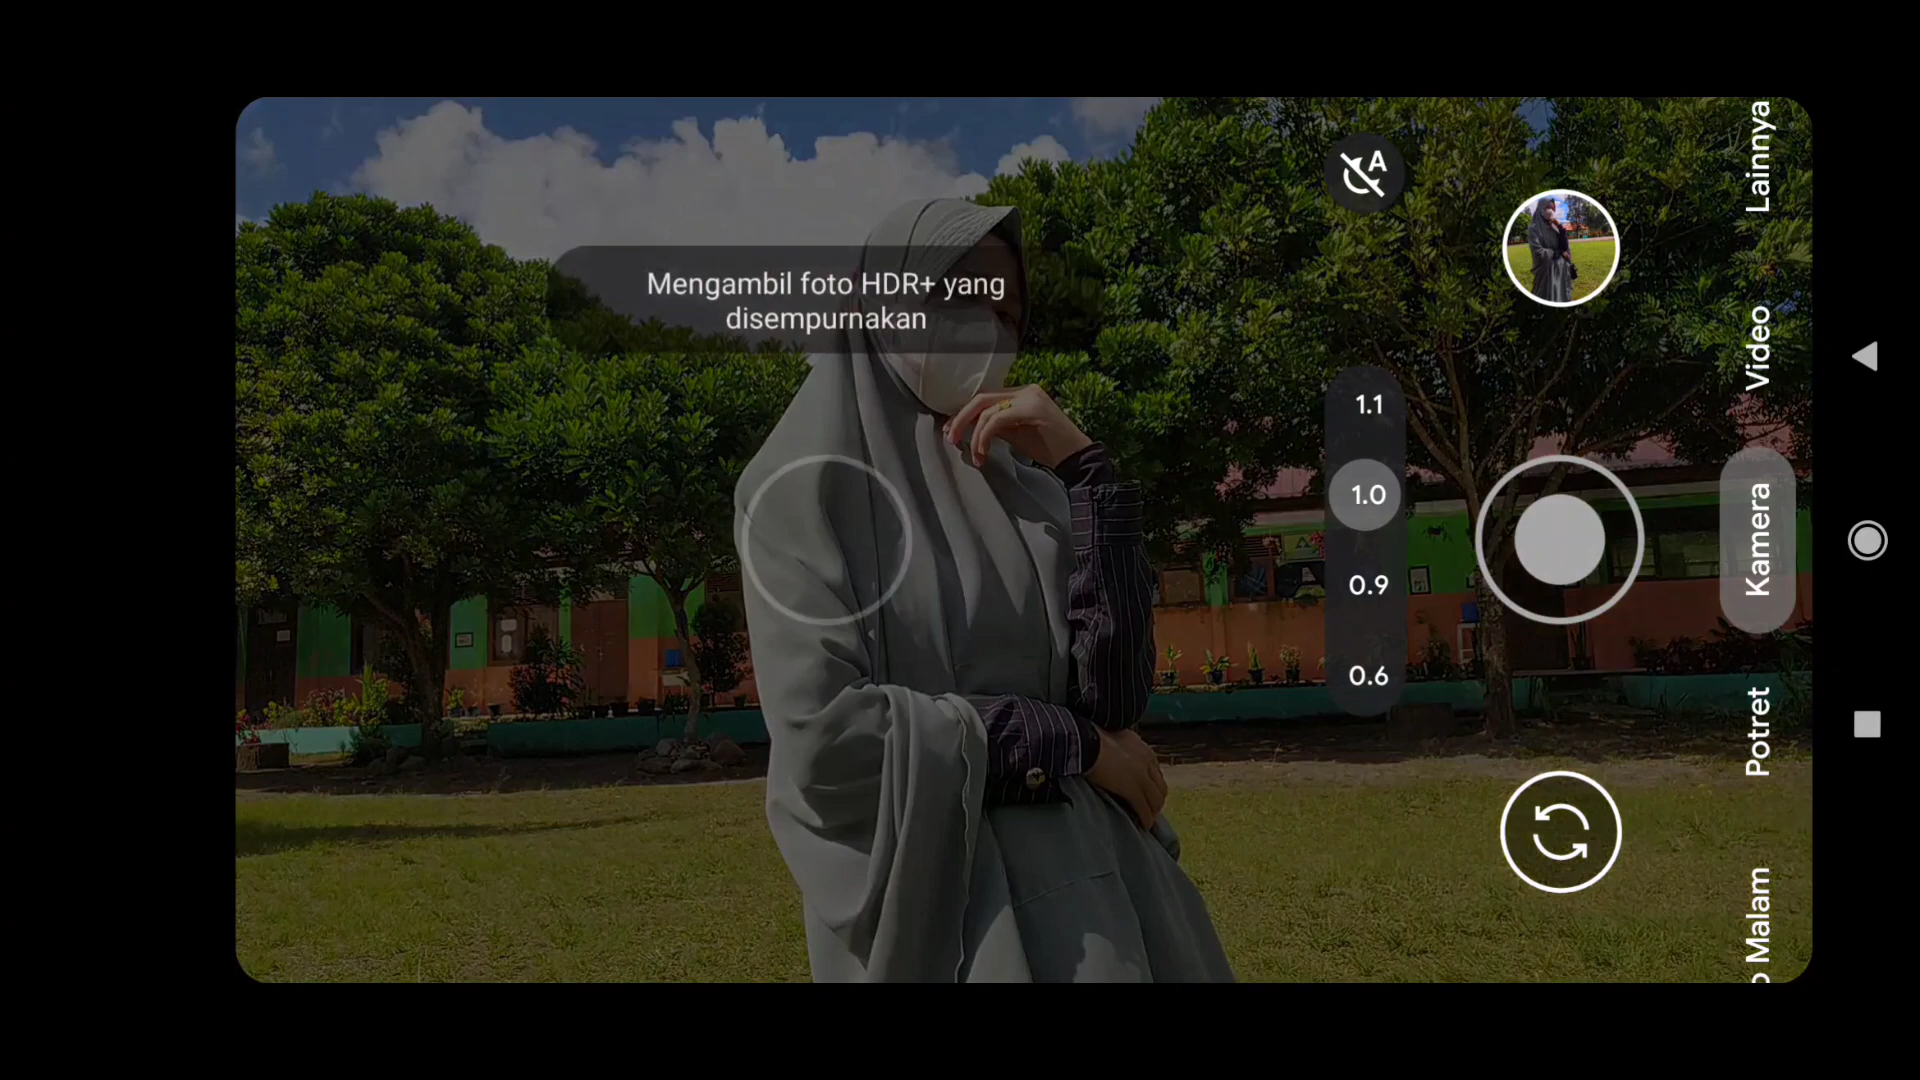 Mengambil foto HDR+ yang
disempurnakan
A
1.1
1.0
0.9
0.6
Lainnya
Video
Kamera
Potret
o Malam